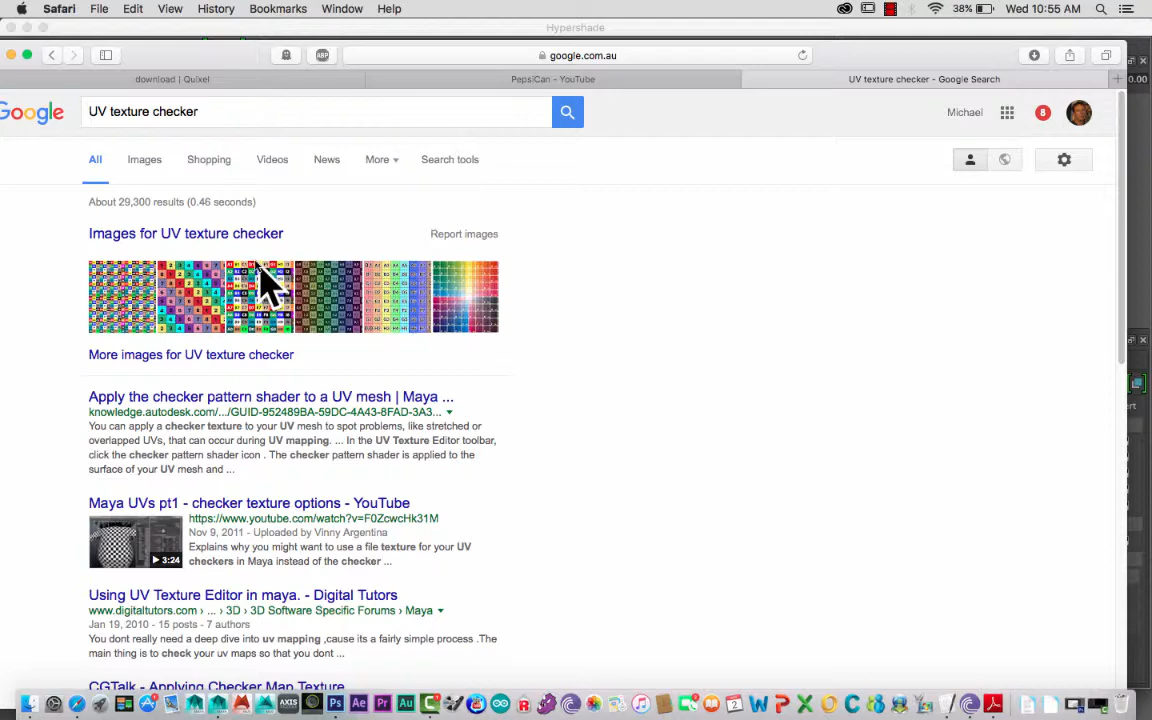 Safari File Edit View History Bookmarks Window Help 38% Wed 10:55 AM
Hypershade
ABP google.com.au
download | Quixel PepsiCan - YouTube UV texture checker - Google Search
0.00
Google UV texture checker Michael 8
All Images Shopping Videos News More Search tools
About 29,300 results (0.46 seconds)
Images for UV texture checker Report images
More images for UV texture checker
Apply the checker pattern shader to a UV mesh | Maya ...
knowledge.autodesk.com/.../GUID-952489BA-59DC-4A43-8FAD-3A3...
You can apply a checker texture to your UV mesh to spot problems, like stretched or
overlapped UVs, that can occur during UV mapping. ... In the UV Texture Editor toolbar,
click the checker pattern shader icon . The checker pattern shader is applied to the
surface of your UV mesh and ...
Maya UVs pt1 - checker texture options - YouTube
https://www.youtube.com/watch?v=F0ZcwcHk31M
Nov 9, 2011 - Uploaded by Vinny Argentina
Explains why you might want to use a file texture for your UV
checkers in Maya instead of the checker ...
3:24
Using UV Texture Editor in maya. - Digital Tutors
www.digitaltutors.com › ... › 3D › 3D Software Specific Forums › Maya
Jan 19, 2010 - 15 posts - 7 authors
You dont really need a deep dive into uv mapping ,cause its a fairly simple process .The
main thing is to check your uv maps so that you dont ...
CGTalk - Applying Checker Map Texture
AXIS Ps Ae Pr Au 2 W P X O C